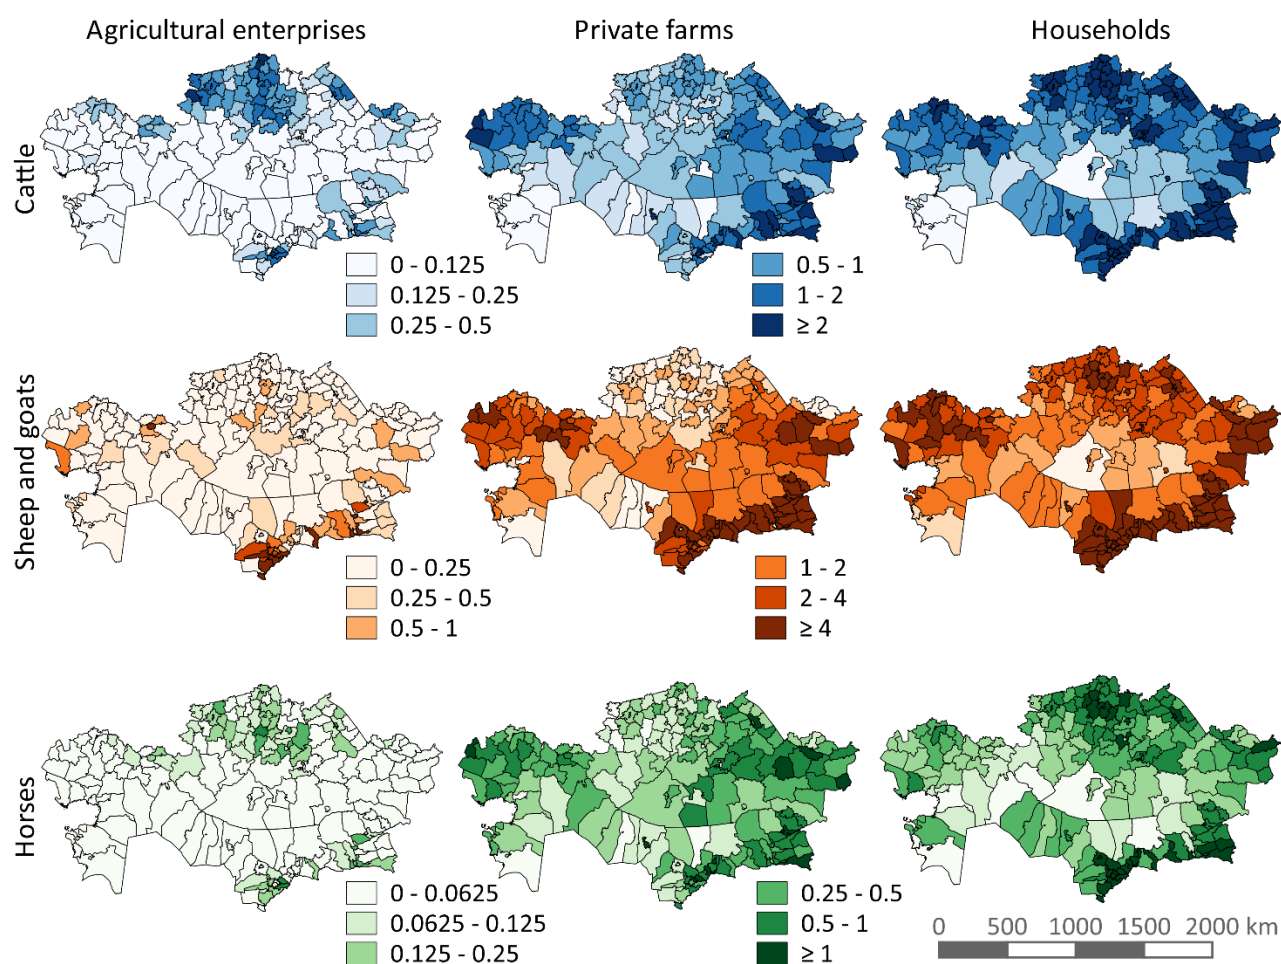 Agricultural enterprises
Private farms
Households
Cattle
0 - 0.125
0.125 - 0.25
0.25 - 0.5
0.5 - 1
1 - 2
≥ 2
Sheep and goats
0 - 0.25
0.25 - 0.5
0.5 - 1
1 - 2
2 - 4
≥ 4
Horses
0 - 0.0625
0.0625 - 0.125
0.125 - 0.25
0.25 - 0.5
0.5 - 1
≥ 1
0 500 1000 1500 2000 km